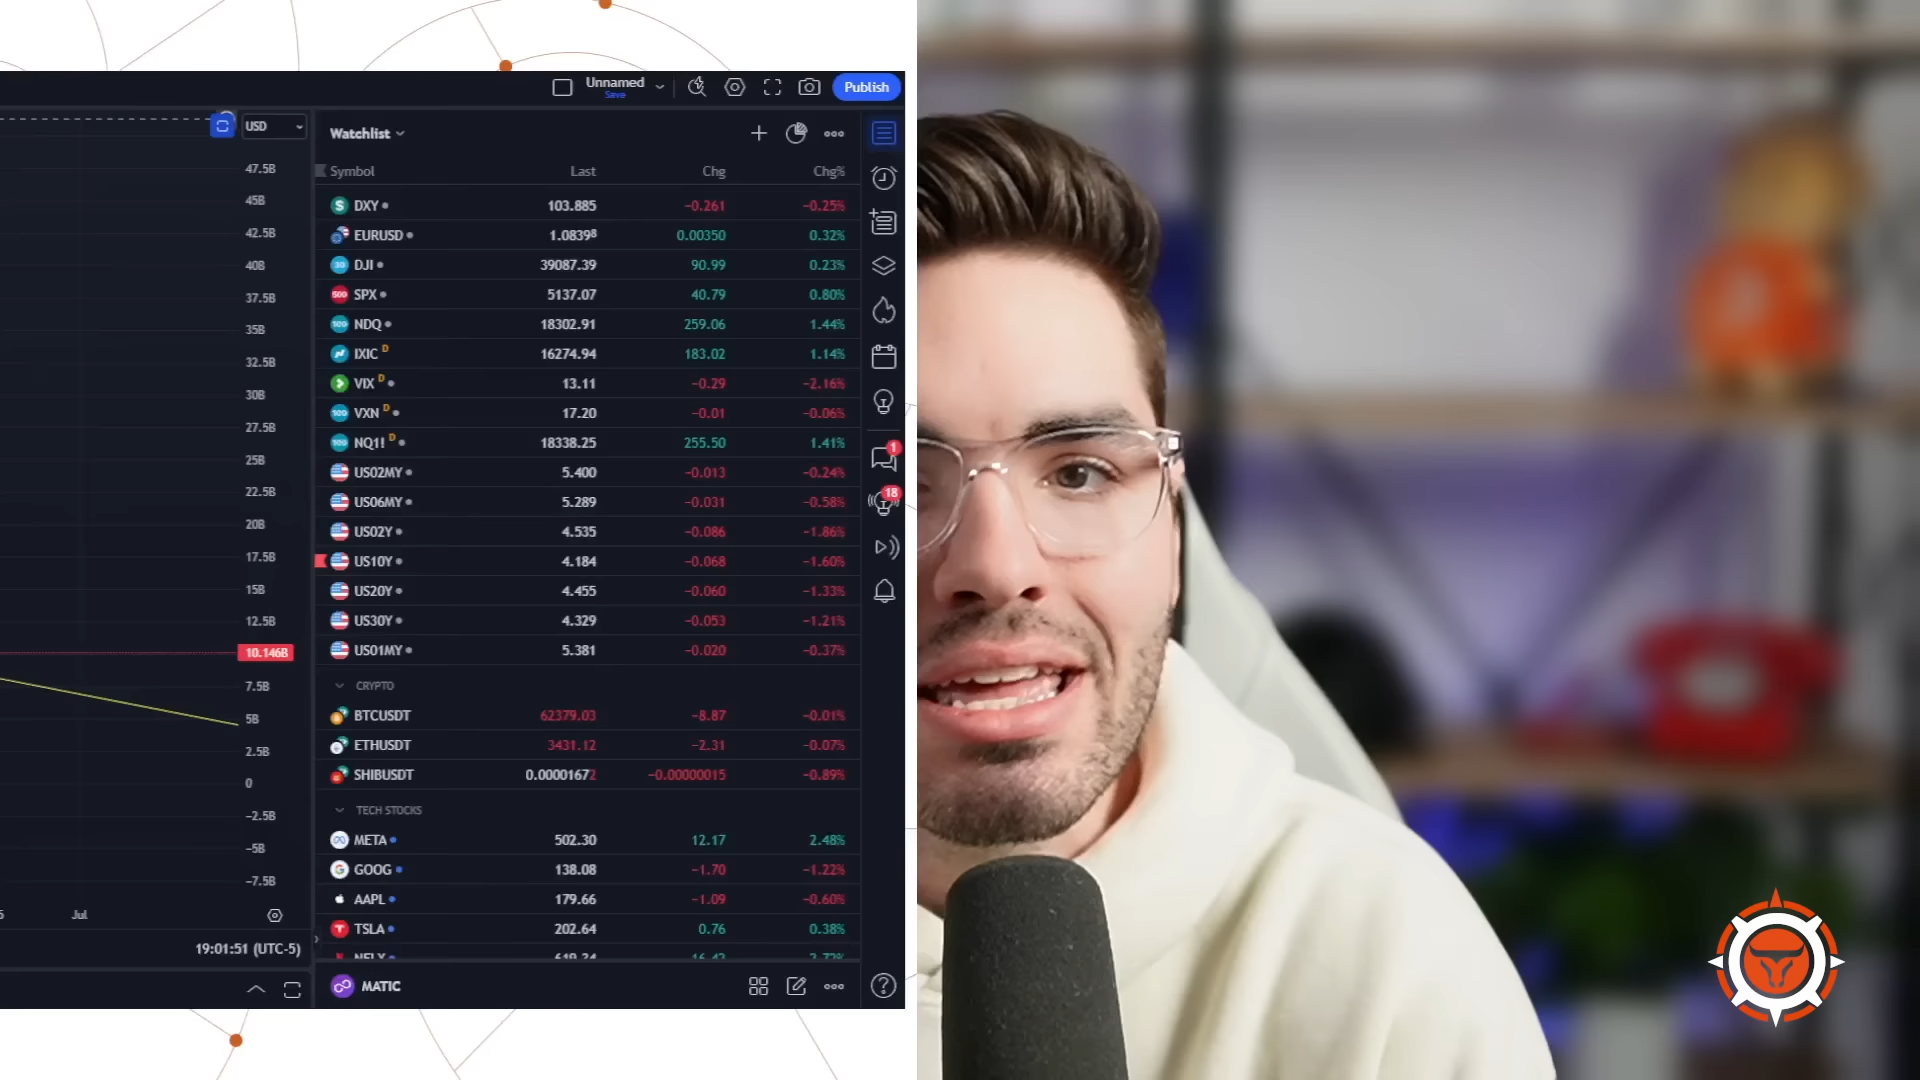 Unnamed
Save
Publish
USD
47.5B
45B
42.5B
40B
37.5B
35B
32.5B
30B
27.5B
25B
22.5B
20B
17.5B
15B
12.5B
10.146B
7.5B
5B
2.5B
0
−2.5B
−5B
−7.5B
Jul
19:01:51 (UTC-5)
Watchlist
Symbol Last Chg Chg%
DXY 103.885 −0.261 −0.25%
EURUSD 1.08398 0.00350 0.32%
DJI 39087.39 90.99 0.23%
SPX 5137.07 40.79 0.80%
NDQ 18302.91 259.06 1.44%
IXIC D 16274.94 183.02 1.14%
VIX D 13.11 −0.29 −2.16%
VXN D 17.20 −0.01 −0.06%
NQ1! D 18338.25 255.50 1.41%
US02MY 5.400 −0.013 −0.24%
US06MY 5.289 −0.031 −0.58%
US02Y 4.535 −0.086 −1.86%
US10Y 4.184 −0.068 −1.60%
US20Y 4.455 −0.060 −1.33%
US30Y 4.329 −0.053 −1.21%
US01MY 5.381 −0.020 −0.37%
CRYPTO
BTCUSDT 62379.03 −8.87 −0.01%
ETHUSDT 3431.12 −2.31 −0.07%
SHIBUSDT 0.00001672 −0.00000015 −0.89%
TECH STOCKS
META 502.30 12.17 2.48%
GOOG 138.08 −1.70 −1.22%
AAPL 179.66 −1.09 −0.60%
TSLA 202.64 0.76 0.38%
MATIC
1
18